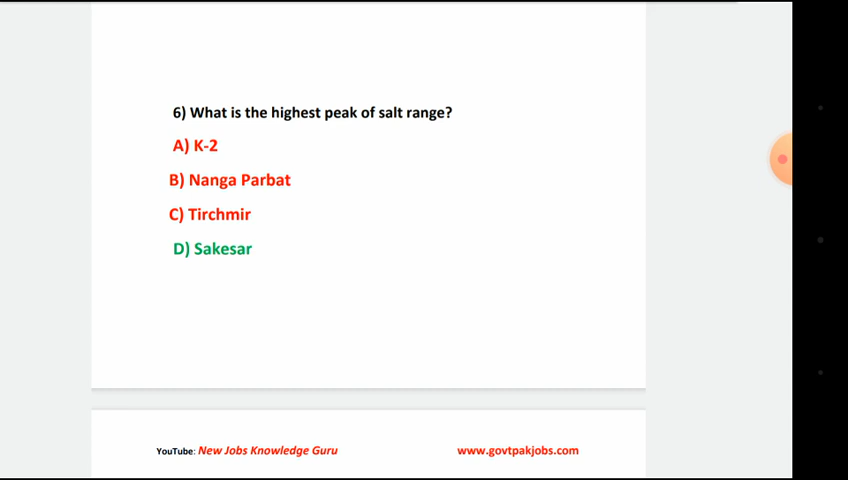 6) What is the highest peak of salt range?
A) K-2
B) Nanga Parbat
C) Tirchmir
D) Sakesar
YouTube: New Jobs Knowledge Guru www.govtpakjobs.com